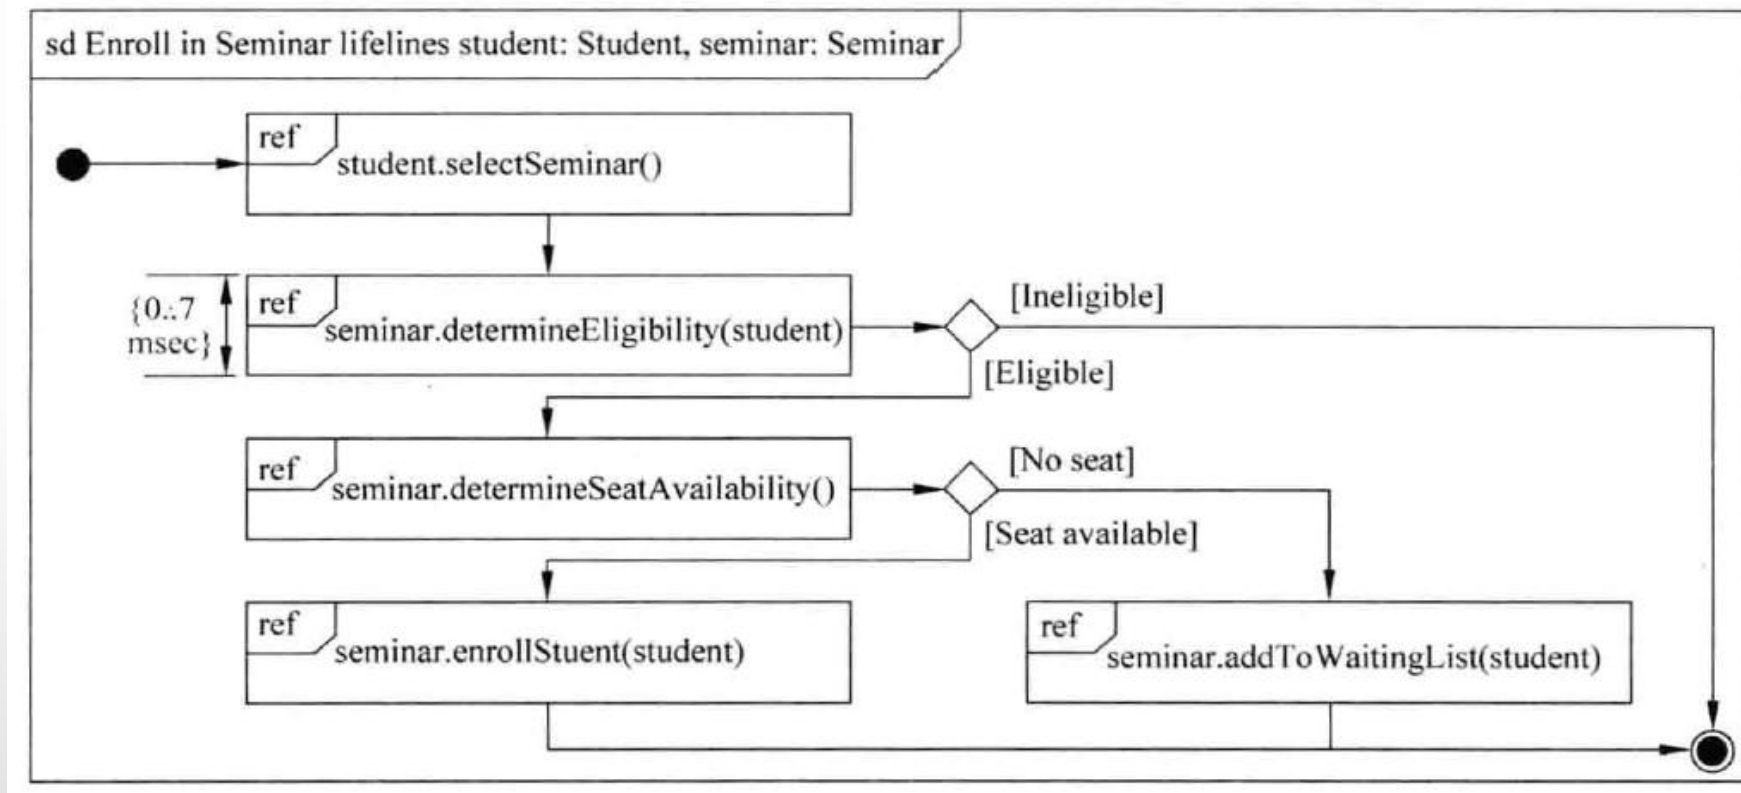 sd Enroll in Seminar lifelines student: Student, seminar: Seminar
ref
student.selectSeminar()
{0..7
msec}
ref
seminar.determineEligibility(student)
[Ineligible]
[Eligible]
ref
seminar.determineSeatAvailability()
[No seat]
[Seat available]
ref
seminar.enrollStuent(student)
ref
seminar.addToWaitingList(student)